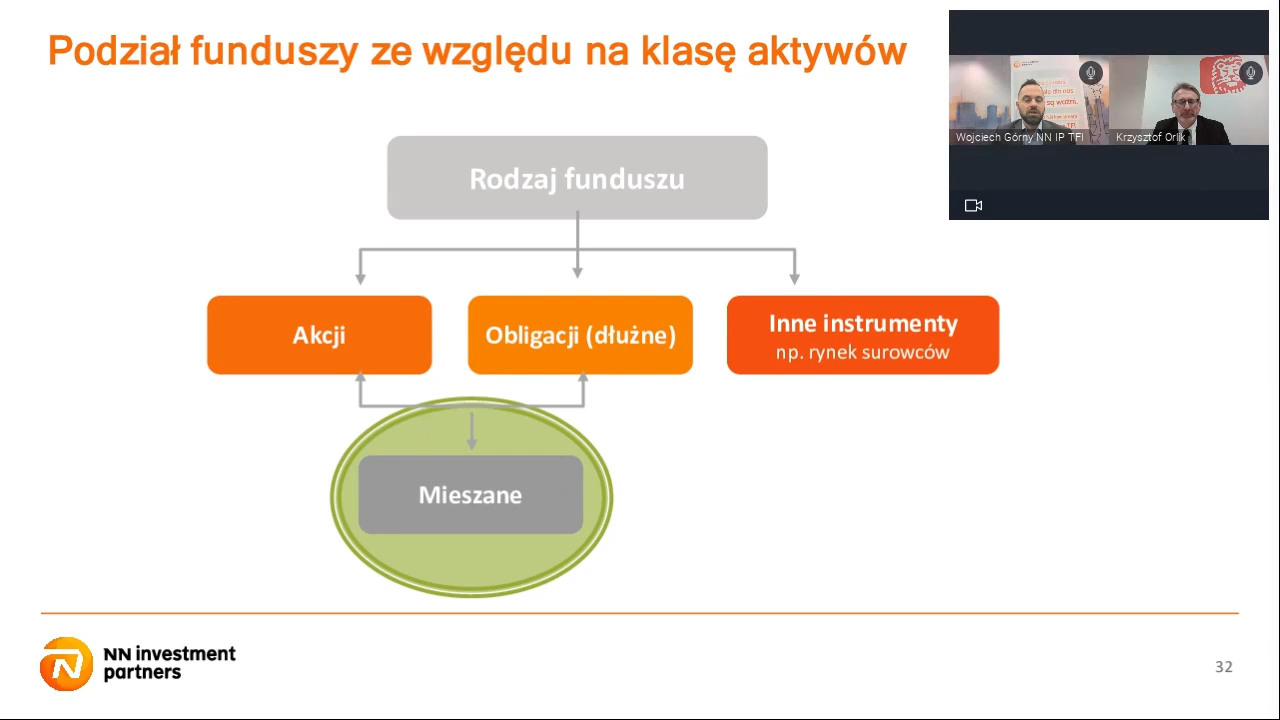 Podział funduszy ze względu na klasę aktywów
Wojciech Górny NN IP TFI
Krzysztof Orlik
Rodzaj funduszu
Akcji
Obligacji (dłużne)
Inne instrumenty
np. rynek surowców
Mieszane
NN investment
partners
32